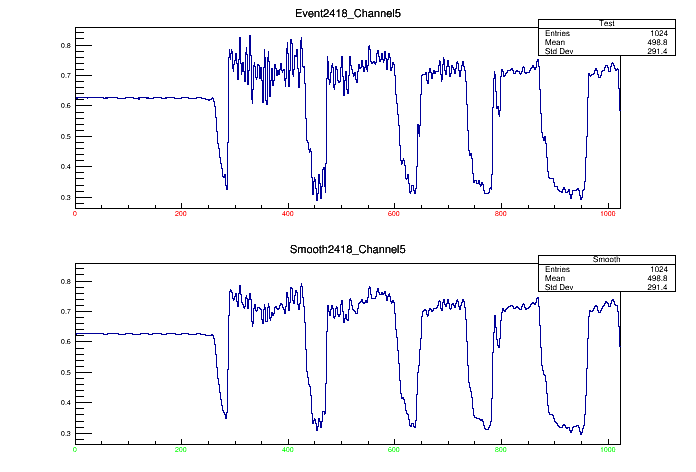 Event2418_Channel5
Test
Entries 1024
Mean 498.8
Std Dev 291.4
0.8
0.7
0.6
0.5
0.4
0.3
0 200 400 600 800 1000
Smooth2418_Channel5
Smooth
Entries 1024
Mean 498.8
Std Dev 291.4
0.8
0.7
0.6
0.5
0.4
0.3
0 200 400 600 800 1000